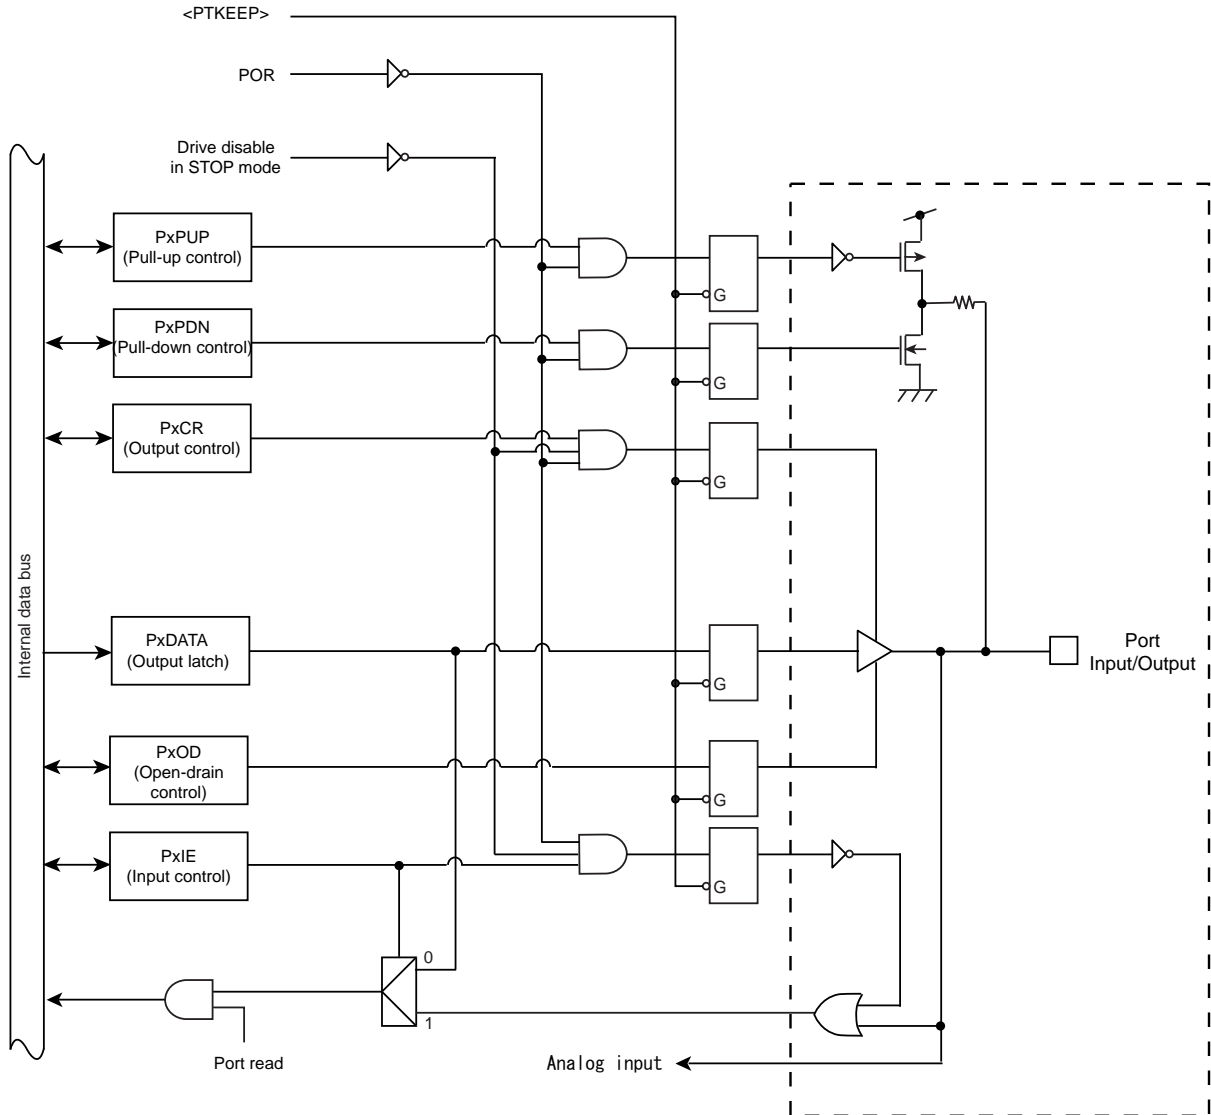 <PTKEEP>
POR
Drive disable
in STOP mode
PxPUP
(Pull-up control)
G
PxPDN
(Pull-down control)
G
PxCR
(Output control)
G
Internal data bus
PxDATA
(Output latch)
G
Port
Input/Output
PxOD
(Open-drain
control)
G
PxIE
(Input control)
G
0
1
Port read
Analog input